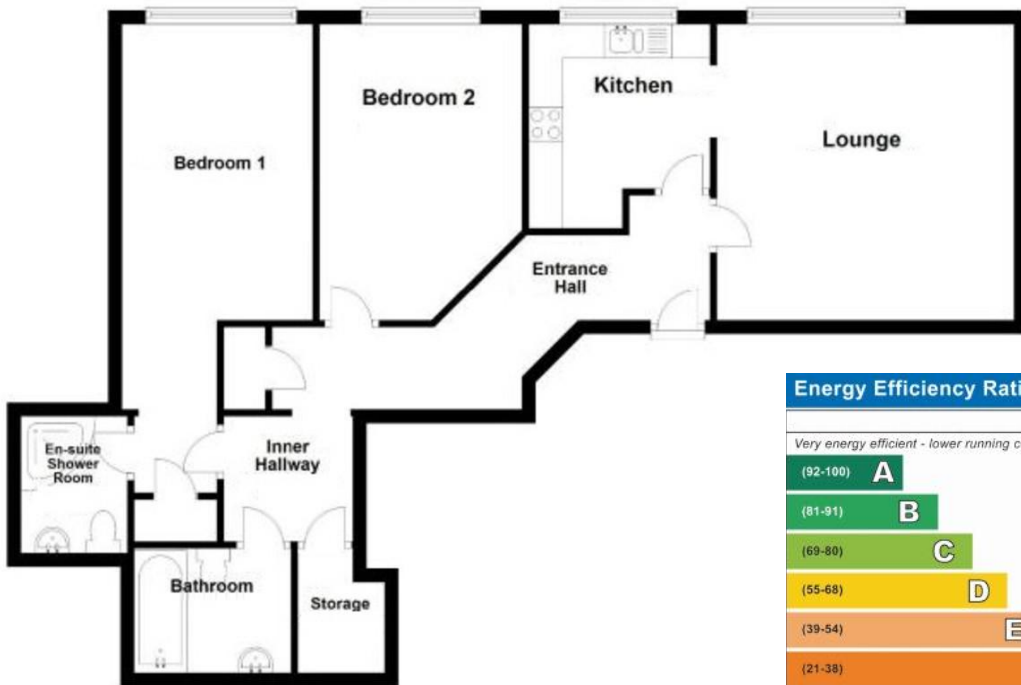 Bedroom 1
Bedroom 2
Kitchen
Lounge
Entrance
Hall
En-suite
Shower
Room
Inner
Hallway
Bathroom
Storage
Energy Efficiency Rati
Very energy efficient - lower running c
(92-100) A
(81-91) B
(69-80) C
(55-68) D
(39-54) E
(21-38)